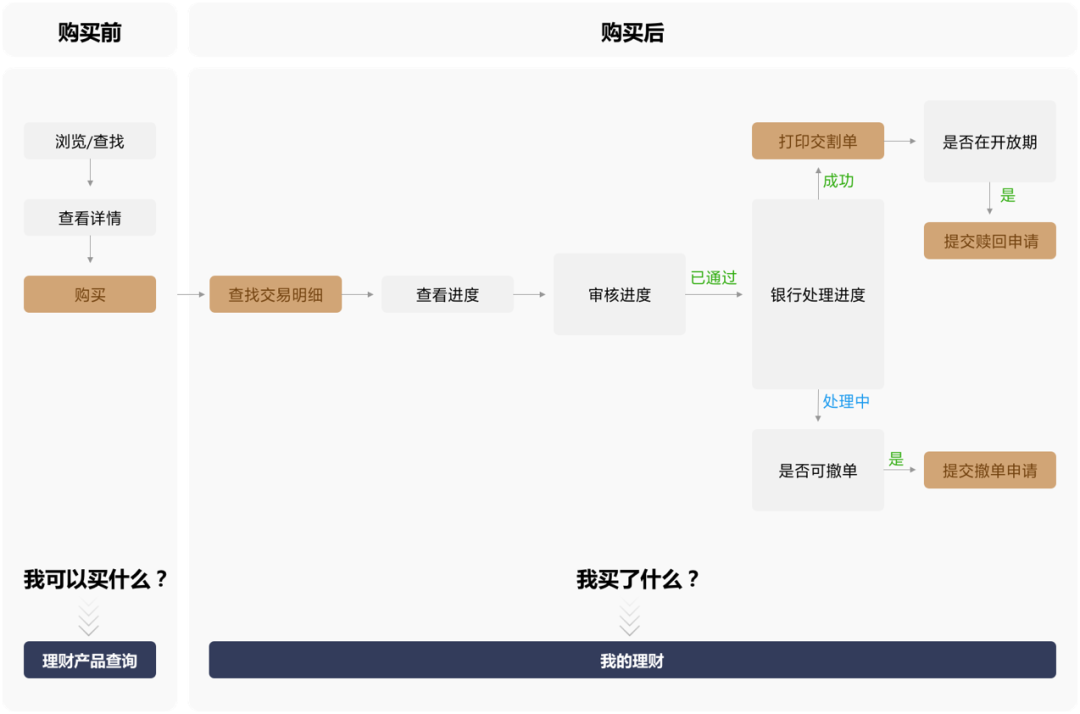 购买前
购买后
浏览/查找
查看详情
购买
查找交易明细
查看进度
审核进度
已通过
银行处理进度
成功
打印交割单
是否在开放期
是
提交赎回申请
处理中
是否可撤单
是
提交撤单申请
我可以买什么？
我买了什么？
理财产品查询
我的理财